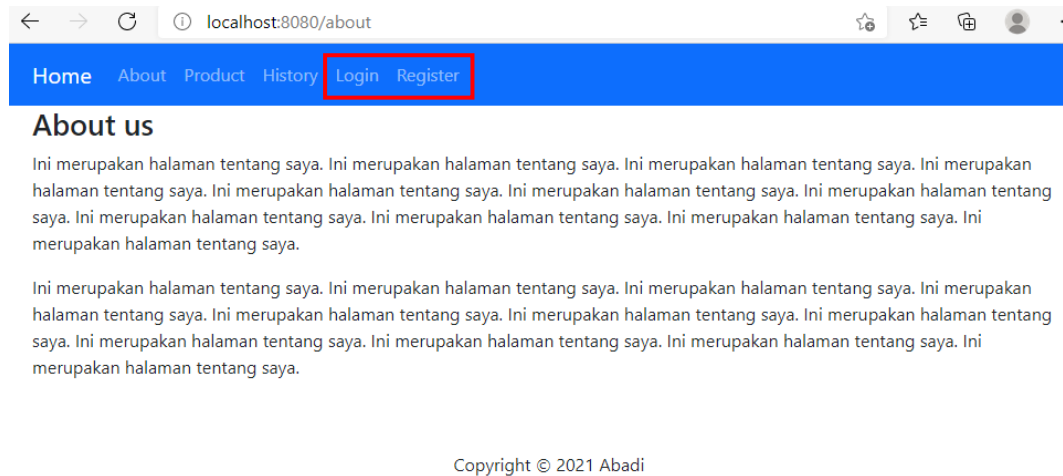 localhost:8080/about
Home About Product History Login Register
About us
Ini merupakan halaman tentang saya. Ini merupakan halaman tentang saya. Ini merupakan halaman tentang saya. Ini merupakan
halaman tentang saya. Ini merupakan halaman tentang saya. Ini merupakan halaman tentang saya. Ini merupakan halaman tentang
saya. Ini merupakan halaman tentang saya. Ini merupakan halaman tentang saya. Ini merupakan halaman tentang saya. Ini
merupakan halaman tentang saya.
Ini merupakan halaman tentang saya. Ini merupakan halaman tentang saya. Ini merupakan halaman tentang saya. Ini merupakan
halaman tentang saya. Ini merupakan halaman tentang saya. Ini merupakan halaman tentang saya. Ini merupakan halaman tentang
saya. Ini merupakan halaman tentang saya. Ini merupakan halaman tentang saya. Ini merupakan halaman tentang saya. Ini
merupakan halaman tentang saya.
Copyright © 2021 Abadi